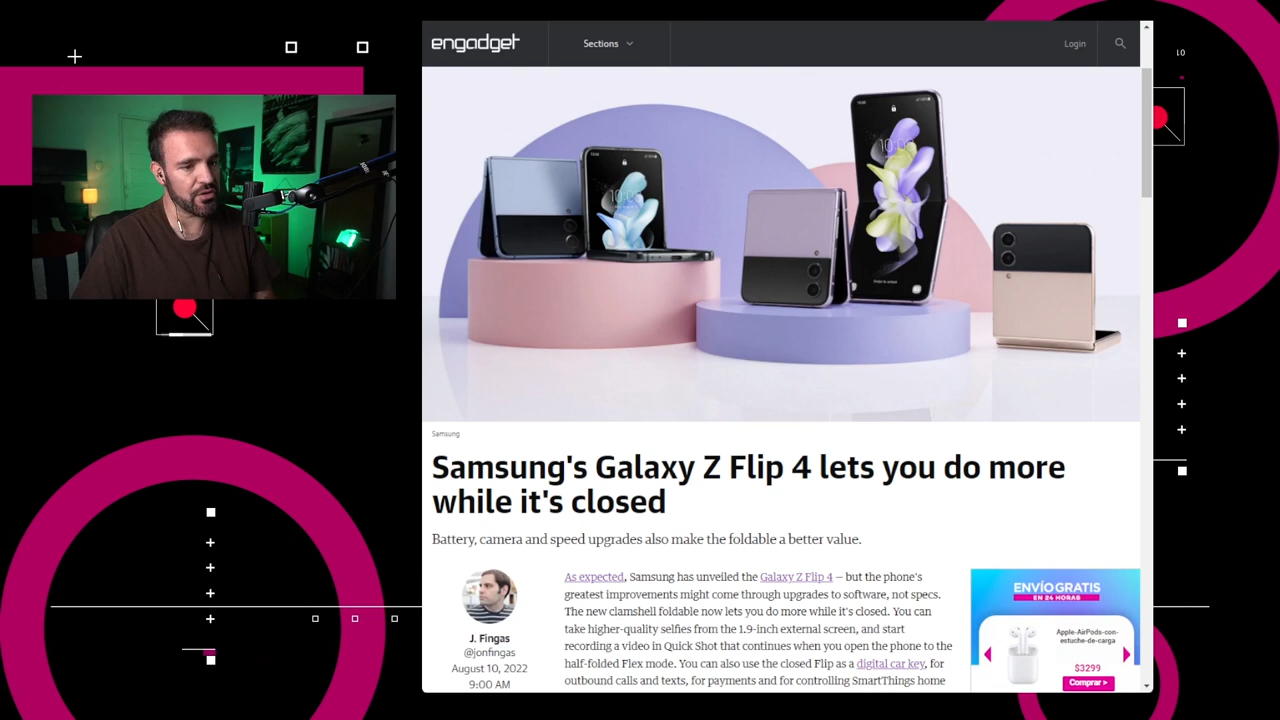 engadget
Sections
Login
Samsung
Samsung's Galaxy Z Flip 4 lets you do more
while it's closed
Battery, camera and speed upgrades also make the foldable a better value.
J. Fingas
@jonfingas
August 10, 2022
9:00 AM
As expected, Samsung has unveiled the Galaxy Z Flip 4 — but the phone's
greatest improvements might come through upgrades to software, not specs.
The new clamshell foldable now lets you do more while it's closed. You can
take higher-quality selfies from the 1.9-inch external screen, and start
recording a video in Quick Shot that continues when you open the phone to the
half-folded Flex mode. You can also use the closed Flip as a digital car key, for
outbound calls and texts, for payments and for controlling SmartThings home
ENVÍO GRATIS
EN 24 HORAS
Apple-AirPods-con-
estuche-de-carga
$3299
Comprar >